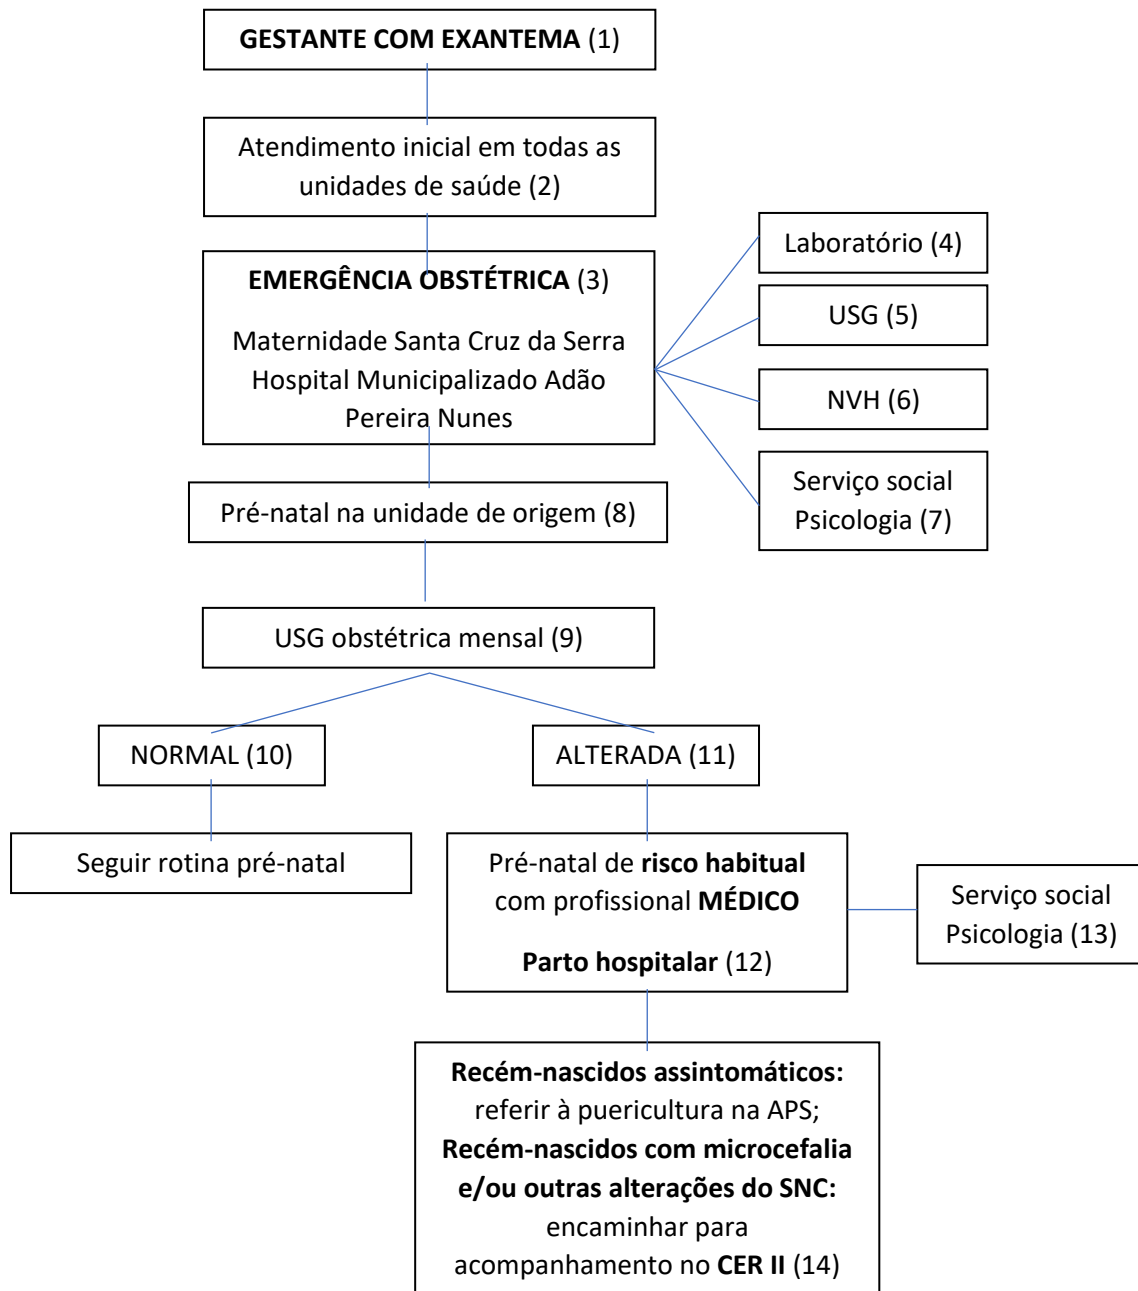 GESTANTE COM EXANTEMA (1)
Atendimento inicial em todas as
unidades de saúde (2)
EMERGÊNCIA OBSTÉTRICA (3)
Maternidade Santa Cruz da Serra
Hospital Municipalizado Adão
Pereira Nunes
Laboratório (4)
USG (5)
NVH (6)
Serviço social
Psicologia (7)
Pré-natal na unidade de origem (8)
USG obstétrica mensal (9)
NORMAL (10)
ALTERADA (11)
Seguir rotina pré-natal
Pré-natal de risco habitual
com profissional MÉDICO
Parto hospitalar (12)
Serviço social
Psicologia (13)
Recém-nascidos assintomáticos:
referir à puericultura na APS;
Recém-nascidos com microcefalia
e/ou outras alterações do SNC:
encaminhar para
acompanhamento no CER II (14)